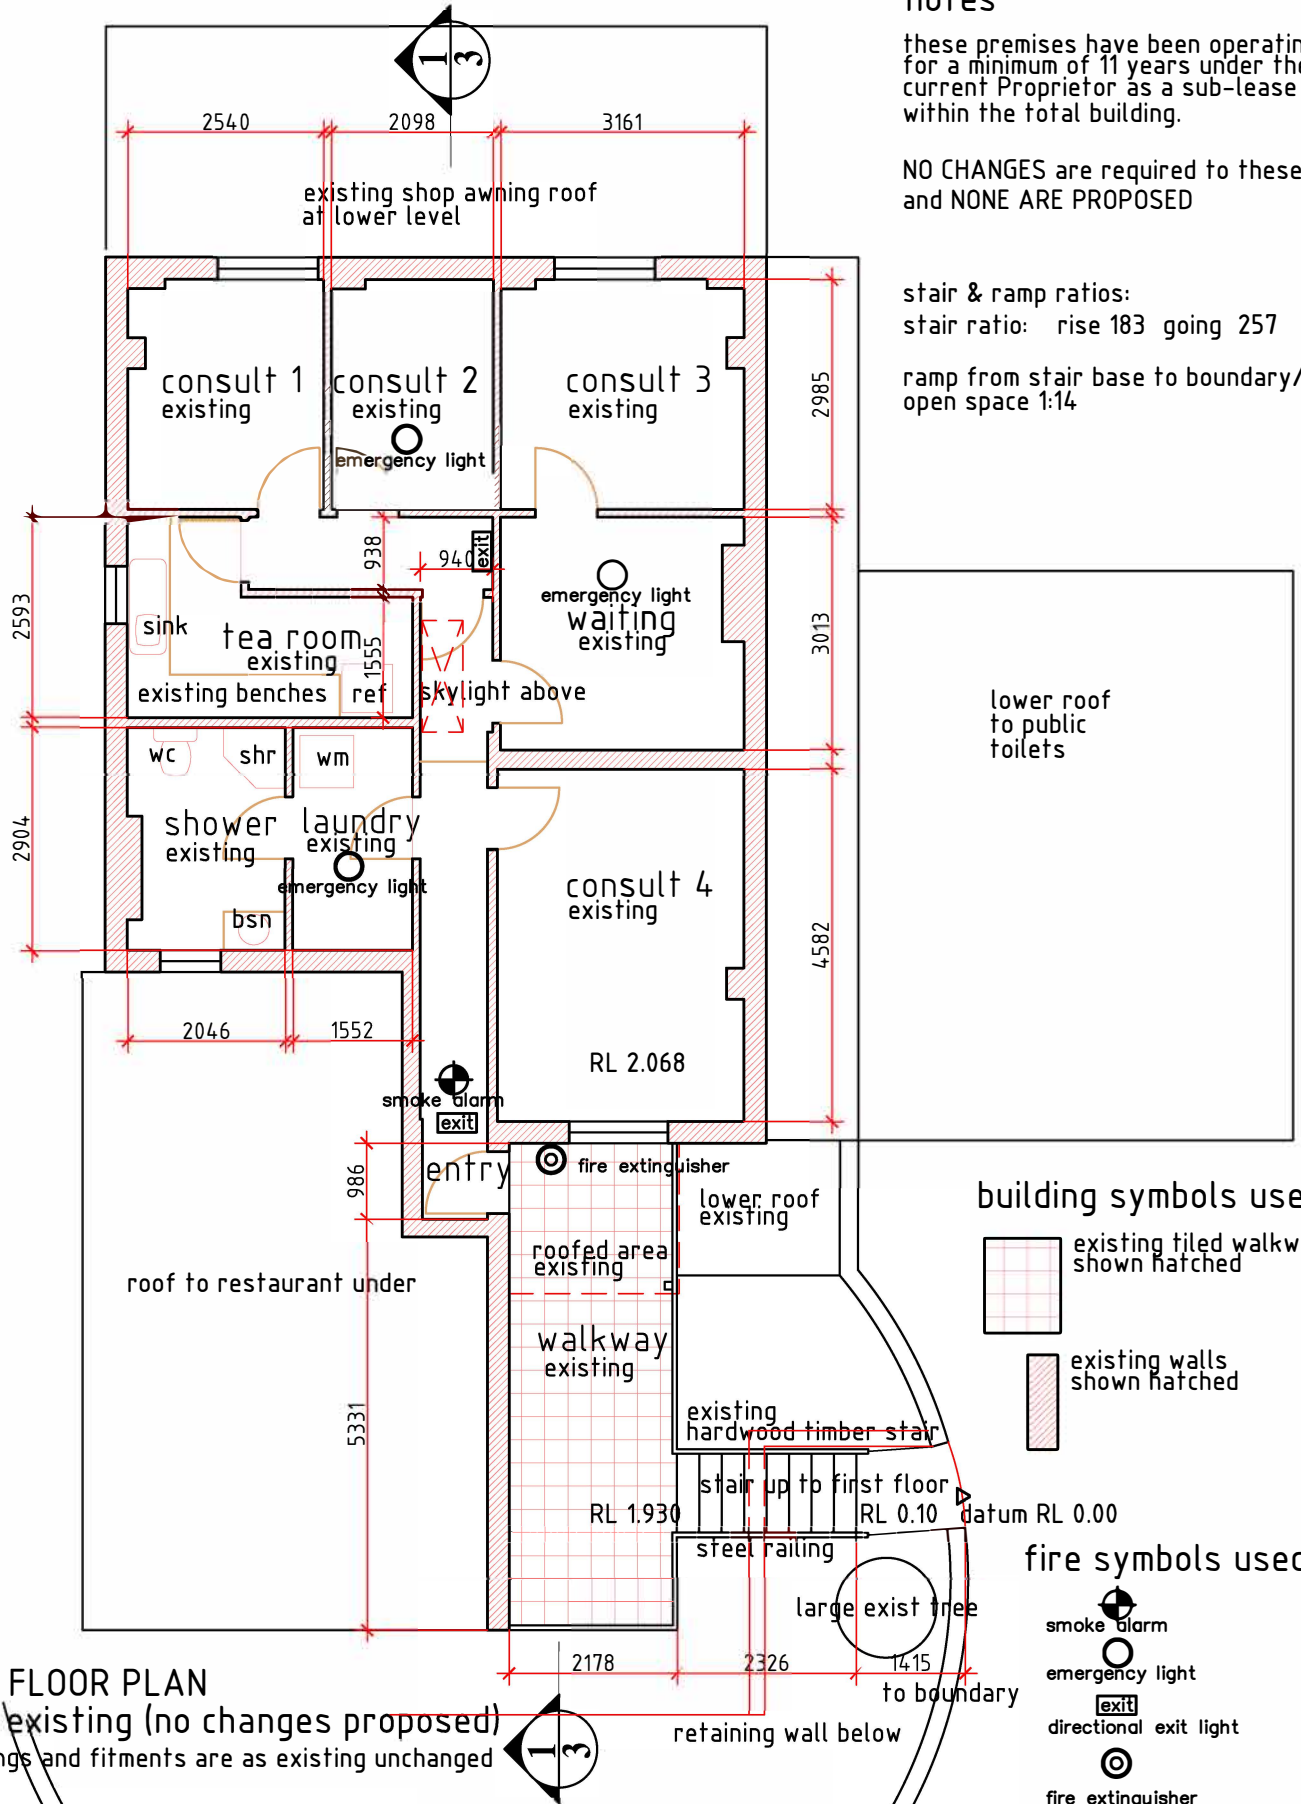 notes
these premises have been operatin
for a minimum of 11 years under the
current Proprietor as a sub-lease
within the total building.
NO CHANGES are required to these
and NONE ARE PROPOSED
stair & ramp ratios:
stair ratio: rise 183 going 257
ramp from stair base to boundary/
open space 1:14
1
3
2540
2098
3161
existing shop awning roof
at lower level
consult 1
existing
consult 2
existing
emergency light
consult 3
existing
2985
938
940
exit
emergency light
waiting
existing
3013
2593
sink
tea room
existing
1555
existing benches
ref
skylight above
lower roof
to public
toilets
wc
shr
wm
shower
existing
laundry
existing
emergency light
2904
bsn
consult 4
existing
4582
2046
1552
RL 2.068
smoke alarm
exit
entry
986
fire extinguisher
lower roof
existing
roofed area
existing
roof to restaurant under
walkway
existing
5331
existing
hardwood timber stair
stair up to first floor
RL 1.930
RL 0.10
datum RL 0.00
steel railing
large exist tree
2178
2326
1415
to boundary
retaining wall below
building symbols use
existing tiled walkw
shown hatched
existing walls
shown hatched
fire symbols used
smoke alarm
emergency light
exit
directional exit light
fire extinguisher
FLOOR PLAN
existing (no changes proposed)
ngs and fitments are as existing unchanged
1
3